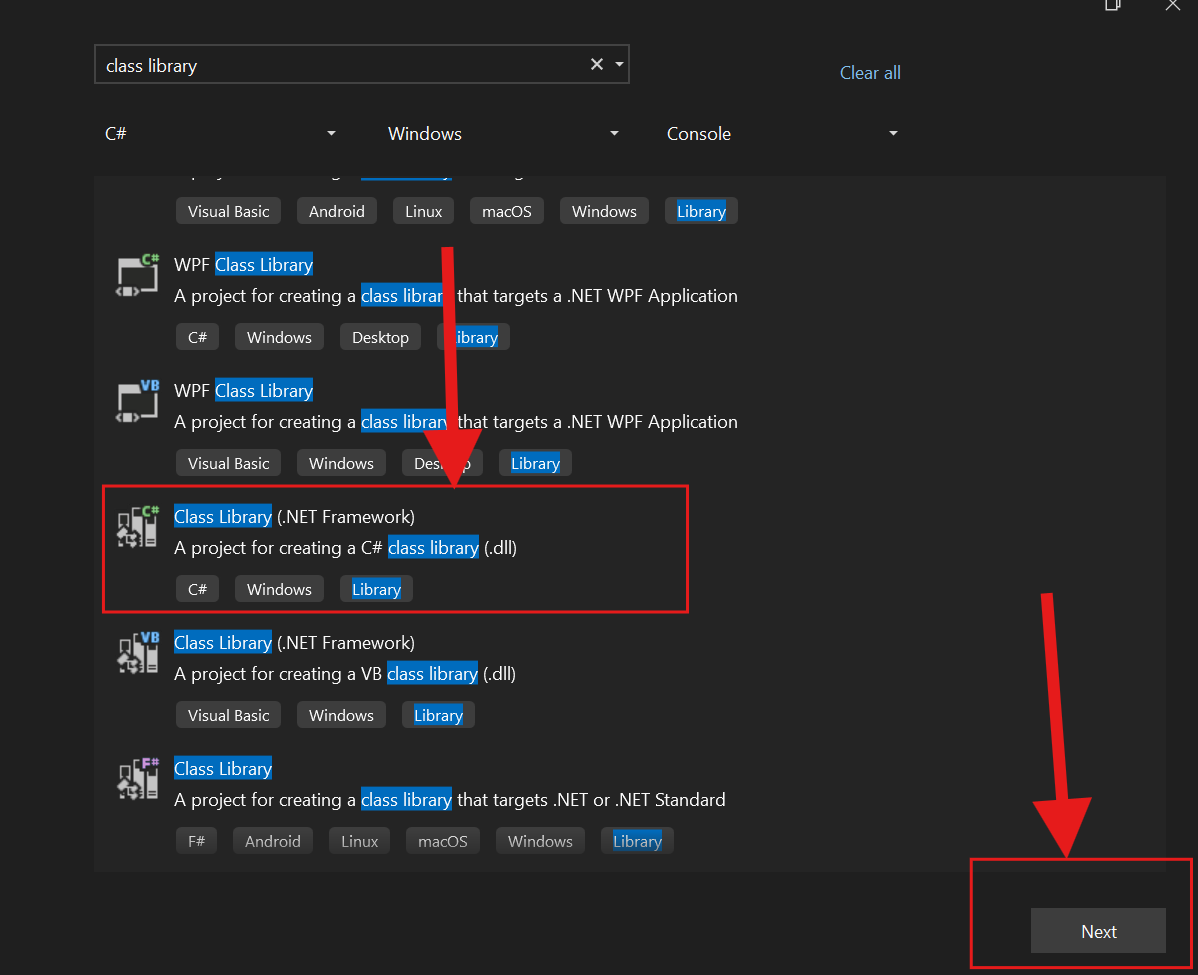 class library
Clear all
C# Windows Console
Visual Basic Android Linux macOS Windows Library
C#
WPF Class Library
A project for creating a class library that targets a .NET WPF Application
C# Windows Desktop Library
VB
WPF Class Library
A project for creating a class library that targets a .NET WPF Application
Visual Basic Windows Desktop Library
C#
Class Library (.NET Framework)
A project for creating a C# class library (.dll)
C# Windows Library
VB
Class Library (.NET Framework)
A project for creating a VB class library (.dll)
Visual Basic Windows Library
F#
Class Library
A project for creating a class library that targets .NET or .NET Standard
F# Android Linux macOS Windows Library
Next